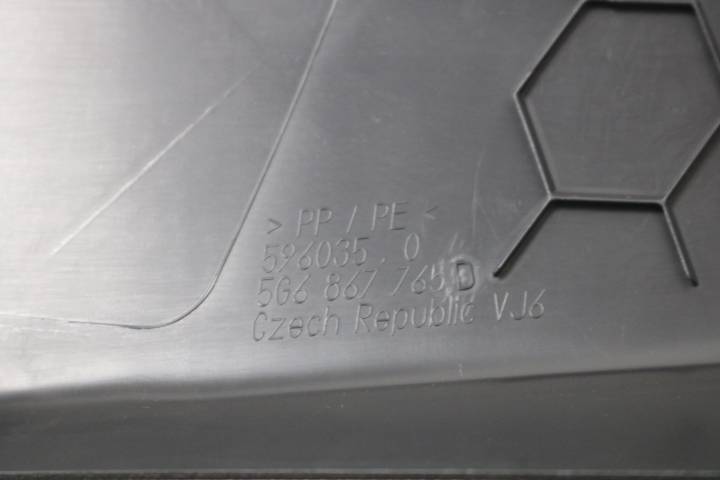 > PP / PE <
596035.0
5G6 867 765 D
Czech Republic VJ6